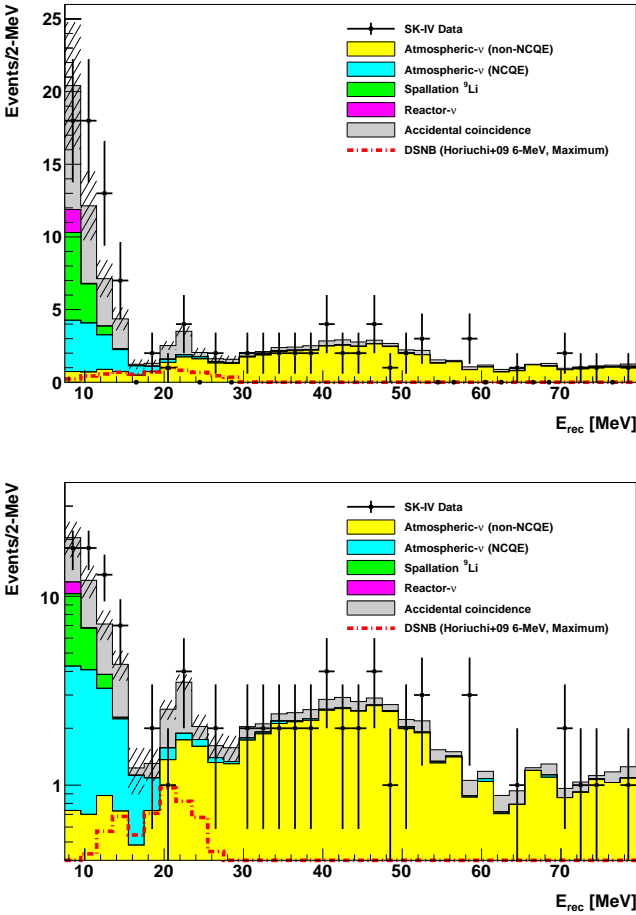 Events/2-MeV
25
20
15
10
5
0
SK-IV Data
Atmospheric-ν (non-NCQE)
Atmospheric-ν (NCQE)
Spallation ⁹Li
Reactor-ν
Accidental coincidence
DSNB (Horiuchi+09 6-MeV, Maximum)
10 20 30 40 50 60 70
E_rec [MeV]
Events/2-MeV
10
1
SK-IV Data
Atmospheric-ν (non-NCQE)
Atmospheric-ν (NCQE)
Spallation ⁹Li
Reactor-ν
Accidental coincidence
DSNB (Horiuchi+09 6-MeV, Maximum)
10 20 30 40 50 60 70
E_rec [MeV]